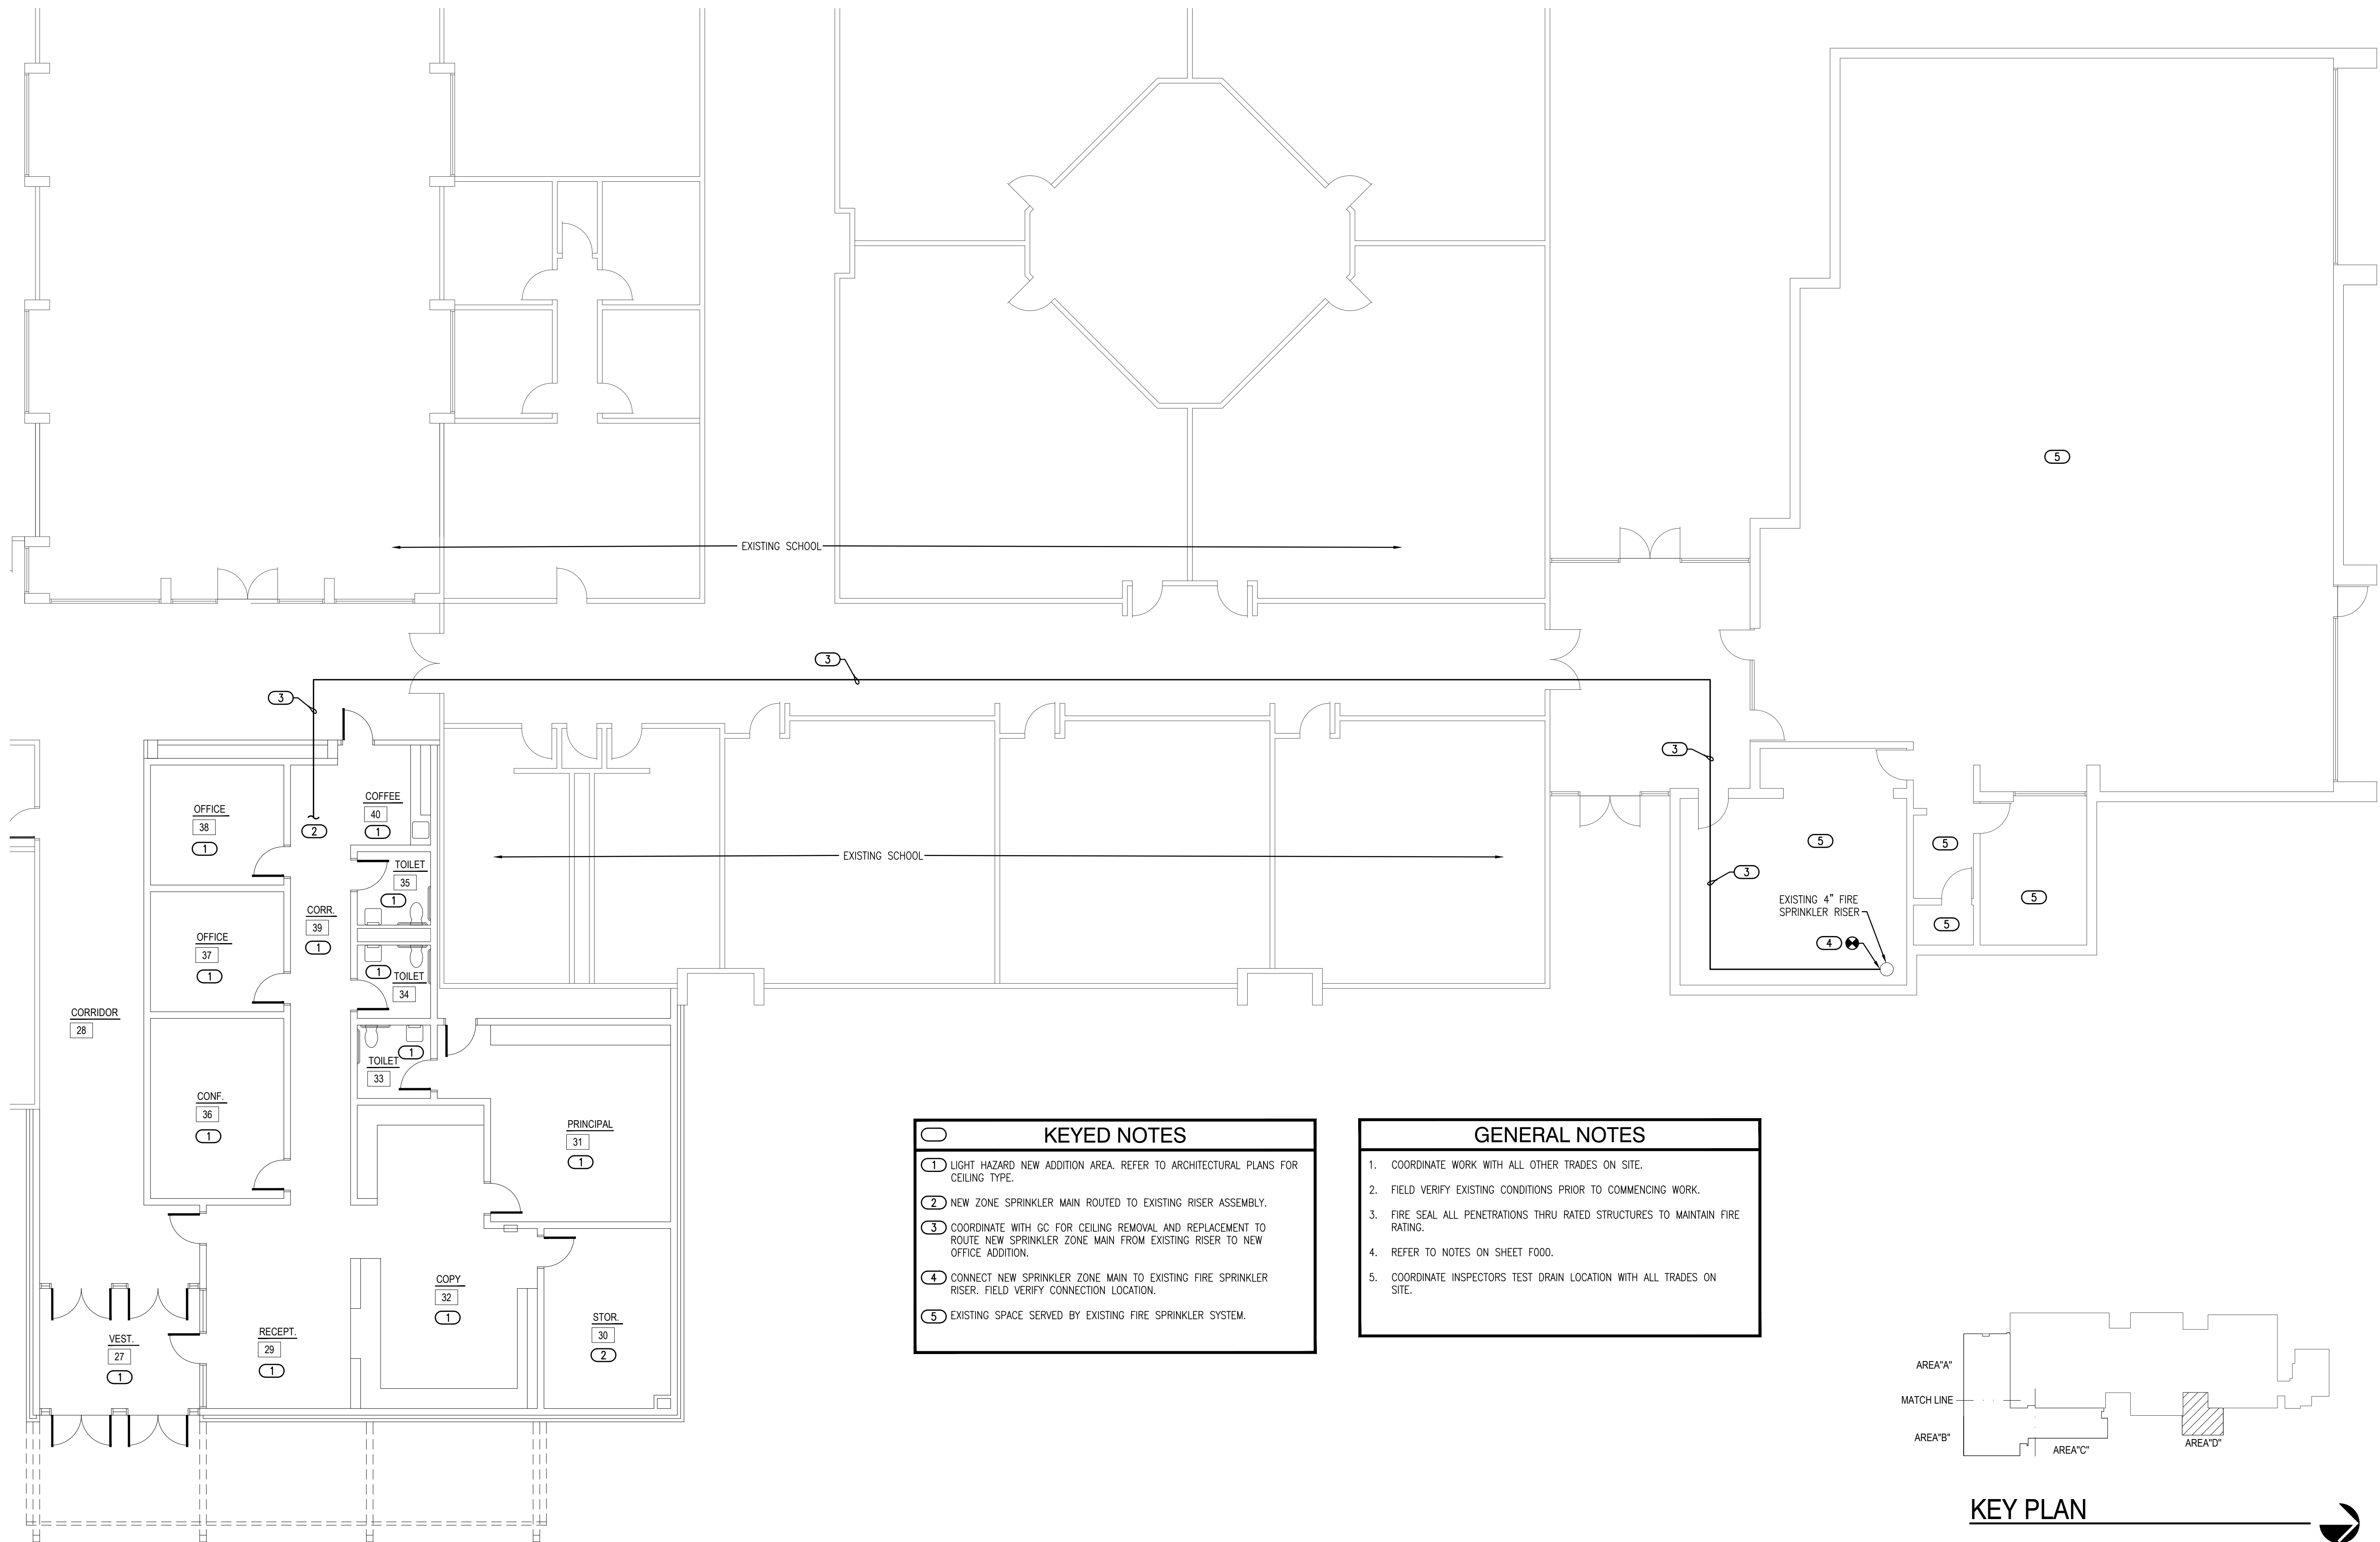 5
EXISTING SCHOOL
3
3
3
OFFICE
38
1
2
COFFEE
40
1
5
5
EXISTING SCHOOL
TOILET
35
1
3
5
EXISTING 4" FIRE
SPRINKLER RISER
5
4
CORR.
39
1
OFFICE
37
1
1
TOILET
34
CORRIDOR
28
1
TOILET
33
CONF.
36
1
PRINCIPAL
31
1
COPY
32
1
STOR.
30
2
VEST.
27
1
RECEPT.
29
1
KEYED NOTES
1 LIGHT HAZARD NEW ADDITION AREA. REFER TO ARCHITECTURAL PLANS FOR
CEILING TYPE.
2 NEW ZONE SPRINKLER MAIN ROUTED TO EXISTING RISER ASSEMBLY.
3 COORDINATE WITH GC FOR CEILING REMOVAL AND REPLACEMENT TO
ROUTE NEW SPRINKLER ZONE MAIN FROM EXISTING RISER TO NEW
OFFICE ADDITION.
4 CONNECT NEW SPRINKLER ZONE MAIN TO EXISTING FIRE SPRINKLER
RISER. FIELD VERIFY CONNECTION LOCATION.
5 EXISTING SPACE SERVED BY EXISTING FIRE SPRINKLER SYSTEM.
GENERAL NOTES
1. COORDINATE WORK WITH ALL OTHER TRADES ON SITE.
2. FIELD VERIFY EXISTING CONDITIONS PRIOR TO COMMENCING WORK.
3. FIRE SEAL ALL PENETRATIONS THRU RATED STRUCTURES TO MAINTAIN FIRE
RATING.
4. REFER TO NOTES ON SHEET F000.
5. COORDINATE INSPECTORS TEST DRAIN LOCATION WITH ALL TRADES ON
SITE.
AREA"A"
MATCH LINE
AREA"B"
AREA"C"
AREA"D"
KEY PLAN